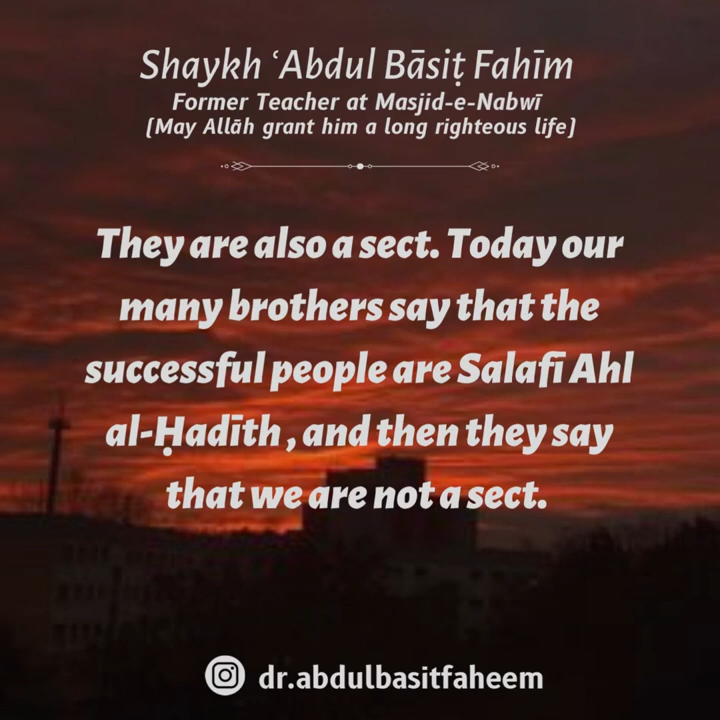 Shaykh ʿAbdul Bāsiṭ Fahīm
Former Teacher at Masjid-e-Nabwī
[May Allāh grant him a long righteous life]
They are also a sect. Today our
many brothers say that the
successful people are Salafī Ahl
al-Ḥadīth , and then they say
that we are not a sect.
dr.abdulbasitfaheem